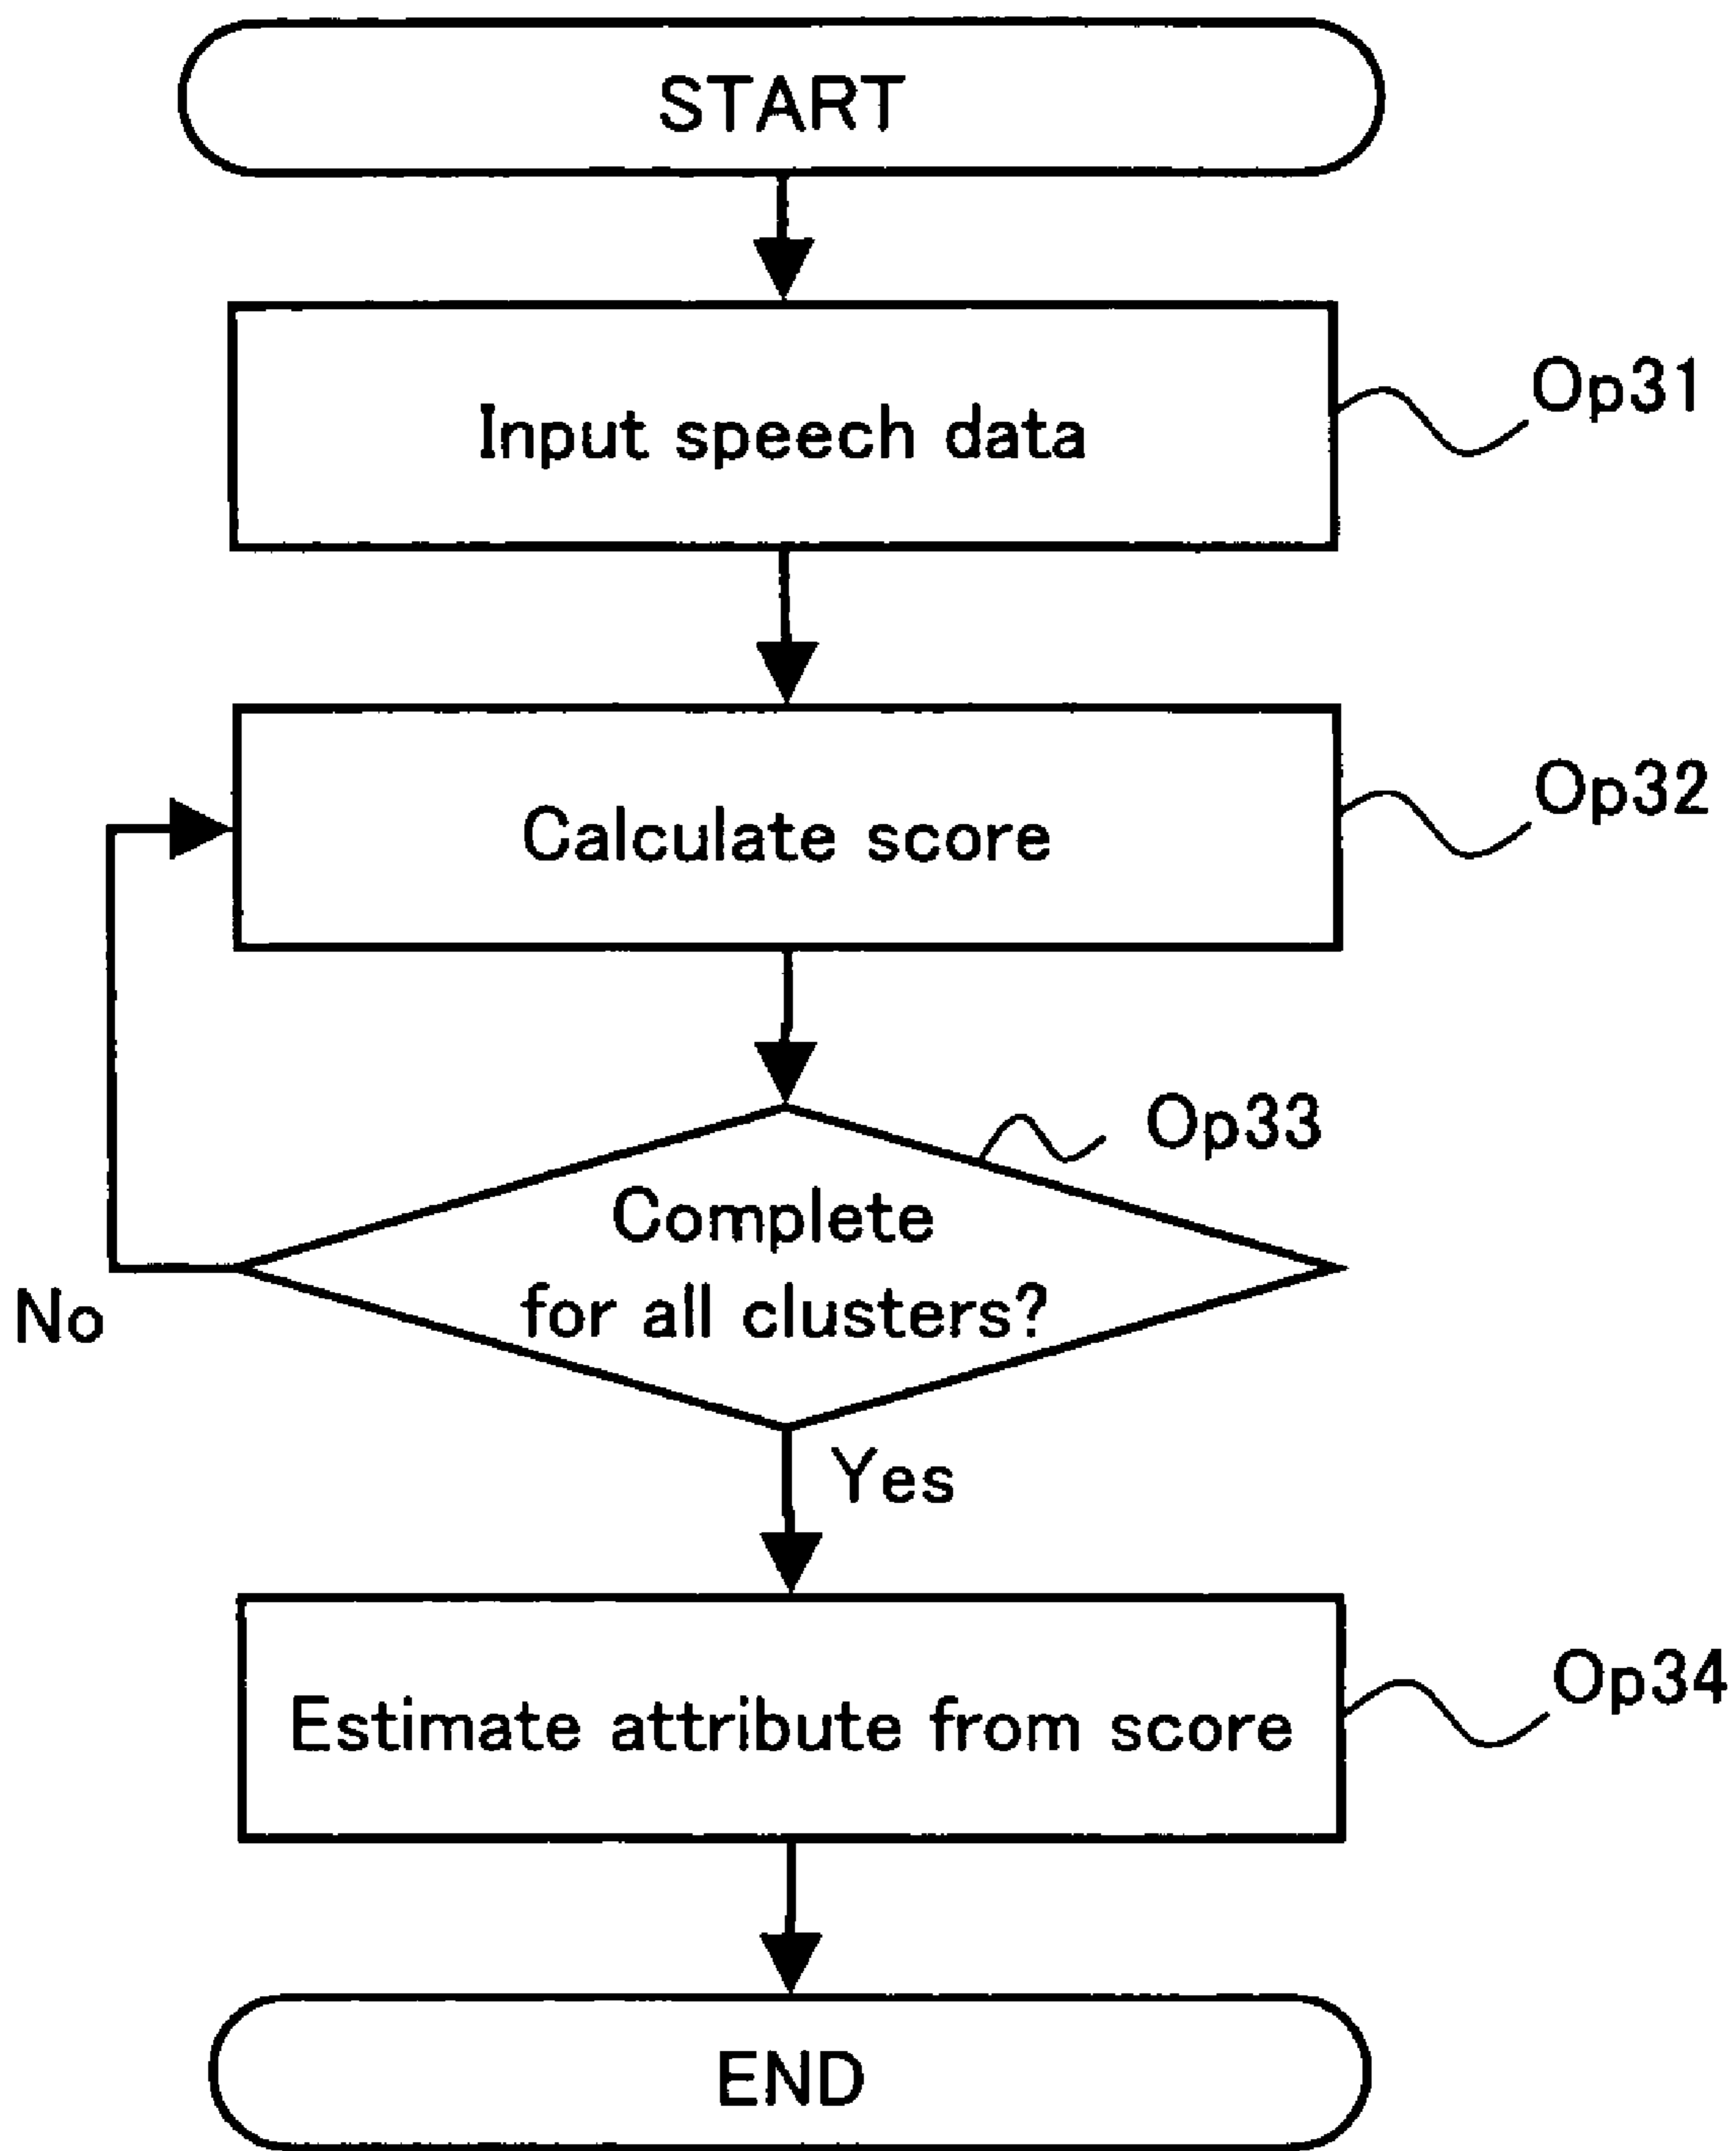 START
Input speech data
Op31
Calculate score
Op32
Op33
Complete
for all clusters?
No
Yes
Estimate attribute from score
Op34
END